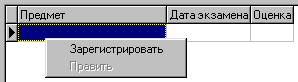 Предмет Дата экзамена Оценка
Зарегистрировать
Править